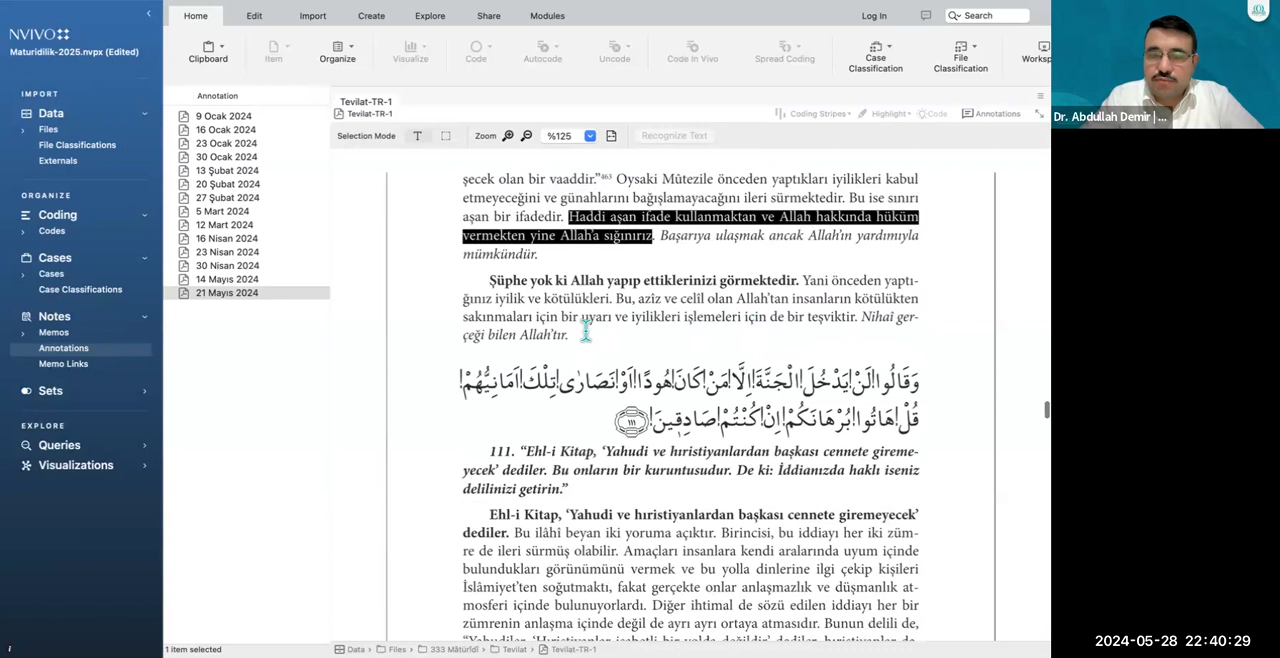 NVIVO
Maturidilik-2025.nvpx (Edited)
IMPORT
Data
Files
File Classifications
Externals
ORGANIZE
Coding
Codes
Cases
Cases
Case Classifications
Notes
Memos
Annotations
Memo Links
Sets
EXPLORE
Queries
Visualizations
Home Edit Import Create Explore Share Modules Log In Search
Clipboard Item Organize Visualize Code Autocode Uncode Code In Vivo Spread Coding Case Classification File Classification Worksp
Annotation
9 Ocak 2024
16 Ocak 2024
23 Ocak 2024
30 Ocak 2024
13 Şubat 2024
20 Şubat 2024
27 Şubat 2024
5 Mart 2024
12 Mart 2024
16 Nisan 2024
23 Nisan 2024
30 Nisan 2024
14 Mayıs 2024
21 Mayıs 2024
1 item selected
Tevilat-TR-1
Tevilat-TR-1 Coding Stripes Highlight Code Annotations
Selection Mode T Zoom %125 Recognize Text
şecek olan bir vaaddir.”463 Oysaki Mûtezile önceden yaptıkları iyilikleri kabul
etmeyeceğini ve günahlarını bağışlamayacağını ileri sürmektedir. Bu ise sınırı
aşan bir ifadedir. Haddi aşan ifade kullanmaktan ve Allah hakkında hüküm
vermekten yine Allah’a sığınırız. Başarıya ulaşmak ancak Allah’ın yardımıyla
mümkündür.
Şüphe yok ki Allah yapıp ettiklerinizi görmektedir. Yani önceden yaptı-
ğınız iyilik ve kötülükleri. Bu, azîz ve celîl olan Allah’tan insanların kötülükten
sakınmaları için bir uyarı ve iyilikleri işlemeleri için de bir teşviktir. Nihaî ger-
çeği bilen Allah’tır.
وَقَالُوا لَنْ يَدْخُلَ الْجَنَّةَ اِلَّا مَنْ كَانَ هُودًا اَوْ نَصَارٰى تِلْكَ اَمَانِيُّهُمْ
قُلْ هَاتُوا بُرْهَانَكُمْ اِنْ كُنْتُمْ صَادِقٖينَ ١١١
111. “Ehl-i Kitap, ‘Yahudi ve hıristiyanlardan başkası cennete gireme-
yecek’ dediler. Bu onların bir kuruntusudur. De ki: İddianızda haklı iseniz
delilinizi getirin.”
Ehl-i Kitap, ‘Yahudi ve hıristiyanlardan başkası cennete giremeyecek’
dediler. Bu ilâhî beyan iki yoruma açıktır. Birincisi, bu iddiayı her iki züm-
re de ileri sürmüş olabilir. Amaçları insanlara kendi aralarında uyum içinde
bulundukları görünümünü vermek ve bu yolla dinlerine ilgi çekip kişileri
İslâmiyet’ten soğutmaktı, fakat gerçekte onlar anlaşmazlık ve düşmanlık at-
mosferi içinde bulunuyorlardı. Diğer ihtimal de sözü edilen iddiayı her bir
zümrenin anlaşma içinde değil de ayrı ayrı ortaya atmasıdır. Bunun delili de,
Data Files 333 Mâtürîdî Tevilat Tevilat-TR-1
Dr. Abdullah Demir | ...
2024-05-28 22:40:29